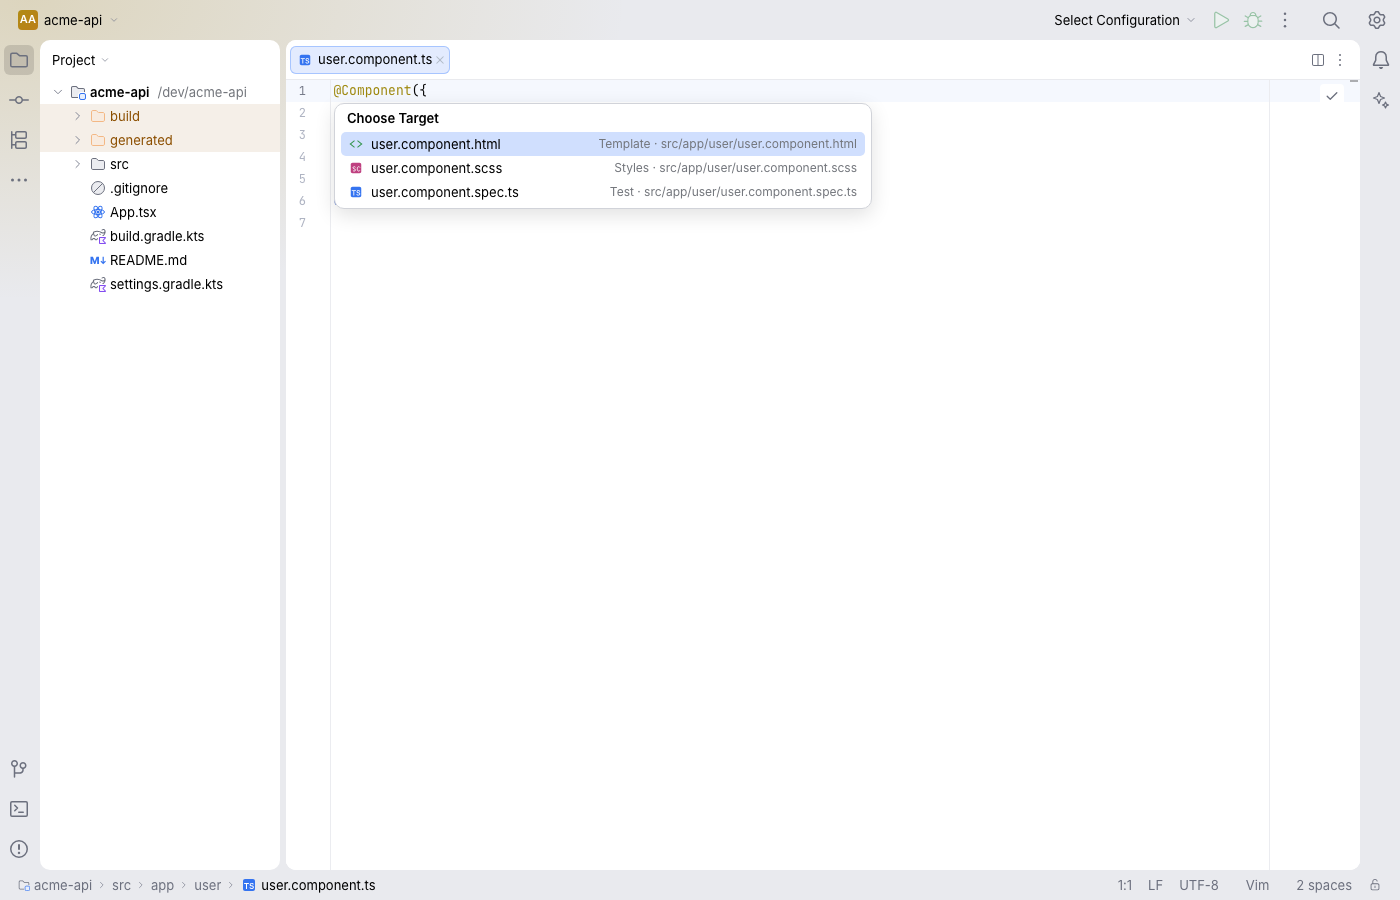 AA acme-api
Select Configuration
Project
acme-api /dev/acme-api
build
generated
src
.gitignore
App.tsx
build.gradle.kts
M↓ README.md
settings.gradle.kts
TS user.component.ts
1 @Component({
2
3
4
5
6
7
Choose Target
<> user.component.html Template · src/app/user/user.component.html
SC user.component.scss Styles · src/app/user/user.component.scss
TS user.component.spec.ts Test · src/app/user/user.component.spec.ts
acme-api › src › app › user › TS user.component.ts
1:1 LF UTF-8 Vim 2 spaces